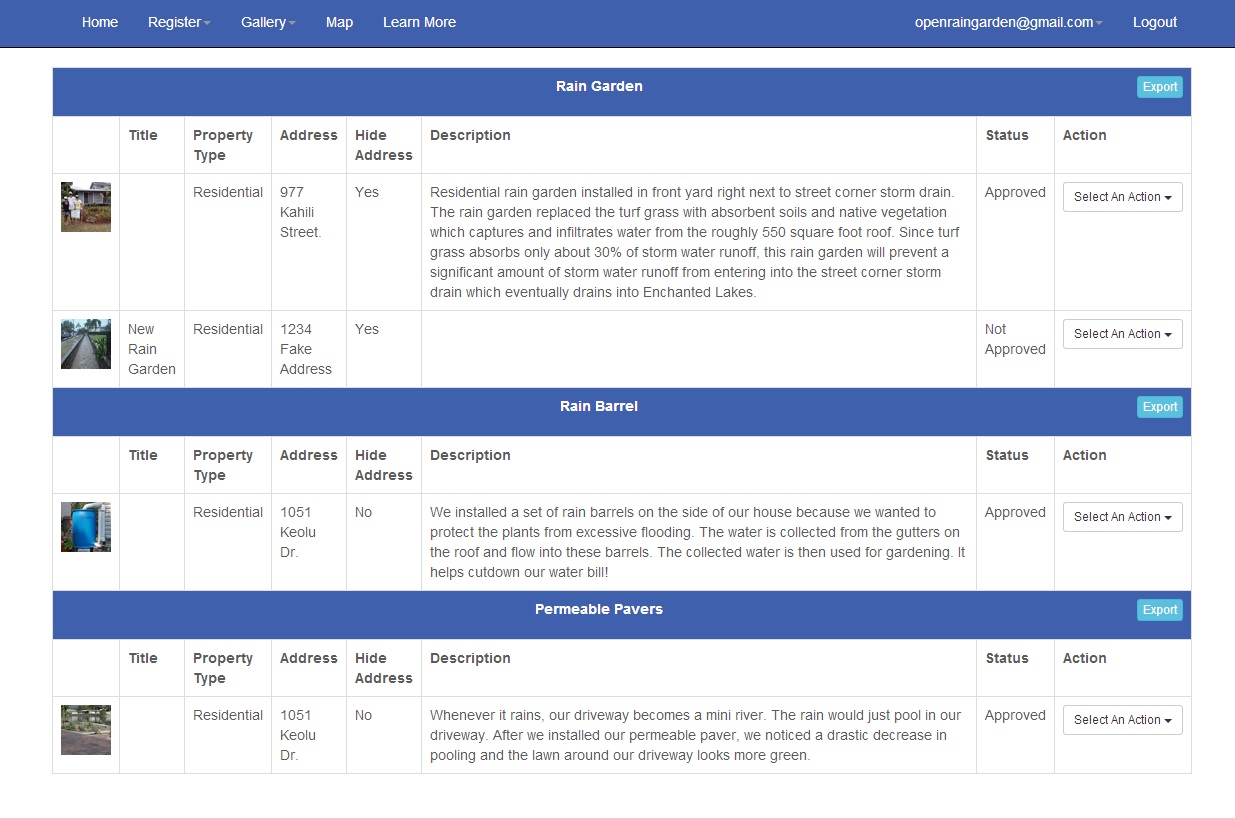 Home Register Gallery Map Learn More openraingarden@gmail.com Logout
Rain Garden Export
Title Property Type Address Hide Address Description Status Action
Residential 977 Kahili Street. Yes Residential rain garden installed in front yard right next to street corner storm drain. Approved Select An Action
The rain garden replaced the turf grass with absorbent soils and native vegetation
which captures and infiltrates water from the roughly 550 square foot roof. Since turf
grass absorbs only about 30% of storm water runoff, this rain garden will prevent a
significant amount of storm water runoff from entering into the street corner storm
drain which eventually drains into Enchanted Lakes.
New Rain Garden Residential 1234 Fake Address Yes Not Approved Select An Action
Rain Barrel Export
Title Property Type Address Hide Address Description Status Action
Residential 1051 Keolu Dr. No We installed a set of rain barrels on the side of our house because we wanted to Approved Select An Action
protect the plants from excessive flooding. The water is collected from the gutters on
the roof and flow into these barrels. The collected water is then used for gardening. It
helps cutdown our water bill!
Permeable Pavers Export
Title Property Type Address Hide Address Description Status Action
Residential 1051 Keolu Dr. No Whenever it rains, our driveway becomes a mini river. The rain would just pool in our Approved Select An Action
driveway. After we installed our permeable paver, we noticed a drastic decrease in
pooling and the lawn around our driveway looks more green.